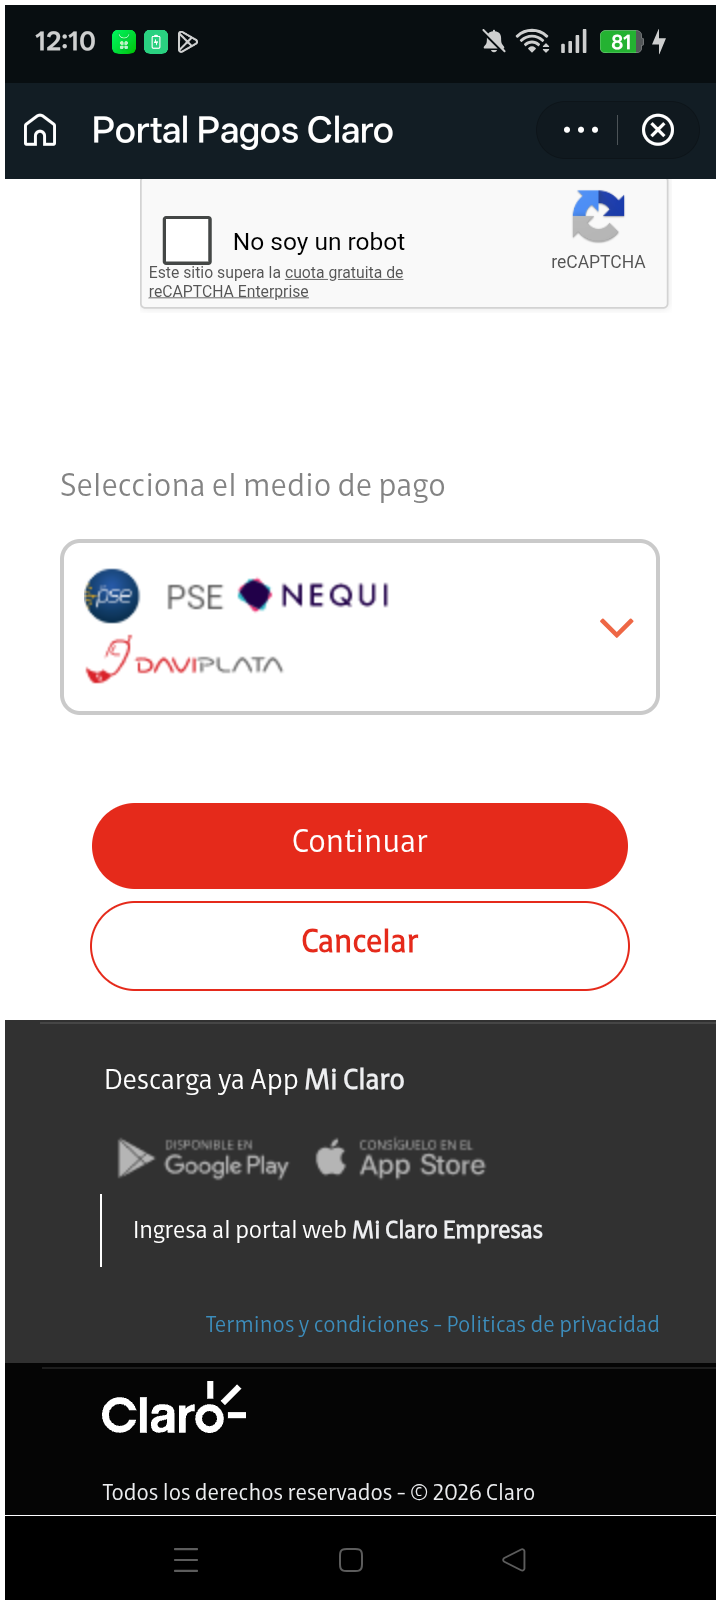 12:10
81
Portal Pagos Claro
No soy un robot
reCAPTCHA
Este sitio supera la cuota gratuita de
reCAPTCHA Enterprise
Selecciona el medio de pago
pse PSE NEQUI
DAVIPLATA
Continuar
Cancelar
Descarga ya App Mi Claro
DISPONIBLE EN
Google Play
CONSÍGUELO EN EL
App Store
Ingresa al portal web Mi Claro Empresas
Terminos y condiciones - Politicas de privacidad
Claro
Todos los derechos reservados - © 2026 Claro